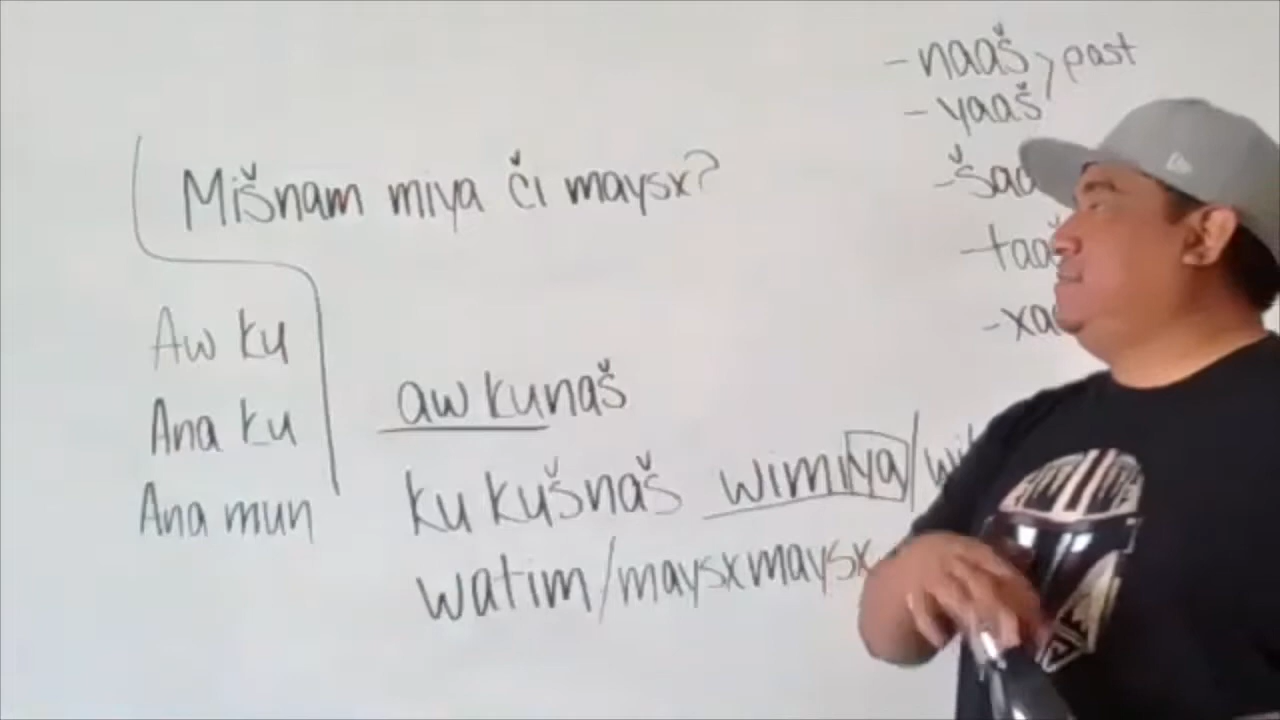 Mišnam miya či maysx?
Aw ku
Ana ku
Ana mun
aw kunaš
ku kušnaš wimiya/
watim/maysxmaysx
-naaš > past
-yaaš